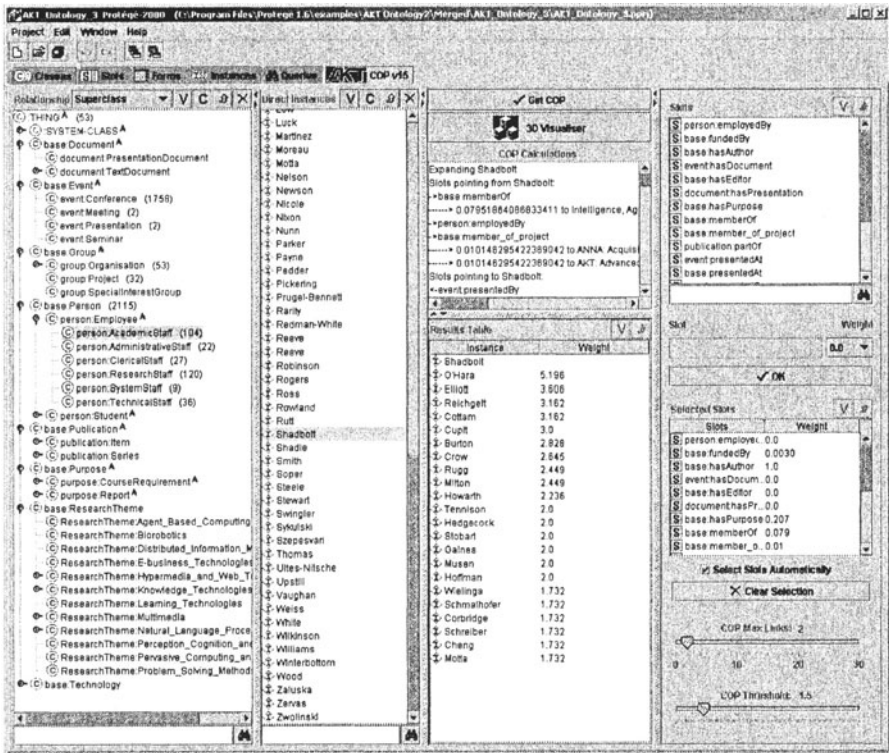 AKT_Ontology_3 Protégé-2000 (C:\Program Files\Protege 1.6\examples\AKT Ontology2\Merged\AKT_Ontology_3\AKT_Ontology_3.pprj)
Project Edit Window Help
Classes Slots Forms Instances Queries COP v15
Relationship Superclass V C X
THING A (53)
:SYSTEM-CLASS A
base:Document A
document:PresentationDocument
document:TextDocument
base:Event A
event:Conference (1758)
event:Meeting (2)
event:Presentation (2)
event:Seminar
base:Group A
group:Organisation (53)
group:Project (32)
group:SpecialInterestGroup
base:Person (2115)
person:Employee A
person:AcademicStaff (104)
person:AdministrativeStaff (22)
person:ClericalStaff (27)
person:ResearchStaff (120)
person:SystemStaff (9)
person:TechnicalStaff (36)
person:Student A
base:Publication A
publication:Item
publication:Series
base:Purpose A
purpose:CourseRequirement A
purpose:Report A
base:ResearchTheme
ResearchTheme:Agent_Based_Computing
ResearchTheme:Biorobotics
ResearchTheme:Distributed_Information_M
ResearchTheme:E-business_Technologies
ResearchTheme:Hypermedia_and_Web_T
ResearchTheme:Knowledge_Technologies
ResearchTheme:Learning_Technologies
ResearchTheme:Multimedia
ResearchTheme:Natural_Language_Proce
ResearchTheme:Perception_Cognition_an
ResearchTheme:Pervasive_Computing_an
ResearchTheme:Problem_Solving_Method
base:Technology
Direct Instances V C X
Low
Luck
Martinez
Moreau
Motta
Nelson
Newson
Nicole
Nixon
Nunn
Parker
Payne
Pedder
Pickering
Prugel-Bennett
Rarity
Redman-White
Reeve
Reeve
Robinson
Rogers
Ross
Rowland
Rutt
Shadbolt
Shadie
Smith
Soper
Steele
Stewart
Swingler
Sykulski
Szepesvari
Thomas
Ultes-Nitsche
Upstill
Vaughan
Weiss
White
Wilkinson
Williams
Winterbottom
Wood
Zaluska
Zervas
Zwolinski
Get COP
3D Visualiser
COP Calculations
Expanding Shadbolt
Slots pointing from Shadbolt:
-+base:memberOf
-----> 0.07951864086833411 to Intelligence, Ag
-+person:employedBy
-+base:member_of_project
-----> 0.010148295422369042 to ANNA: Acquisi
-----> 0.010148295422369042 to AKT: Advanced
Slots pointing to Shadbolt:
+-event:presentedBy
Results Table V
Instance Weight
Shadbolt
O'Hara 5.196
Elliott 3.606
Reichgelt 3.162
Cottam 3.162
Cupit 3.0
Burton 2.828
Crow 2.645
Rugg 2.449
Milton 2.449
Howarth 2.236
Tennison 2.0
Hedgecock 2.0
Stobart 2.0
Gaines 2.0
Musen 2.0
Hoffman 2.0
Wielinga 1.732
Schmalhofer 1.732
Corbridge 1.732
Schreiber 1.732
Cheng 1.732
Motta 1.732
Slots V
S person:employedBy
S base:fundedBy
S base:hasAuthor
S event:hasDocument
S base:hasEditor
S document:hasPresentation
S base:hasPurpose
S base:memberOf
S base:member_of_project
S publication:partOf
S event:presentedAt
S base:presentedAt
Slot Weight
0.0
OK
Selected Slots V
Slots Weight
S person:employe... 0.0
S base:fundedBy 0.0030
S base:hasAuthor 1.0
S event:hasDocum... 0.0
S base:hasEditor 0.0
S document:hasPr... 0.0
S base:hasPurpose 0.207
S base:memberOf 0.079
S base:member_o... 0.01
Select Slots Automatically
Clear Selection
COP Max Links: 2
0 10 20 30
COP Threshold: 1.5